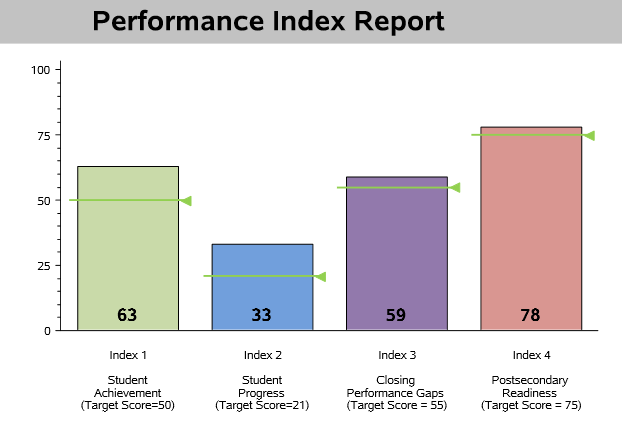 Performance Index Report
100
75
50
25
0
63
33
59
78
Index 1
Index 2
Index 3
Index 4
Student
Achievement
(Target Score=50)
Student
Progress
(Target Score=21)
Closing
Performance Gaps
(Target Score = 55)
Postsecondary
Readiness
(Target Score = 75)